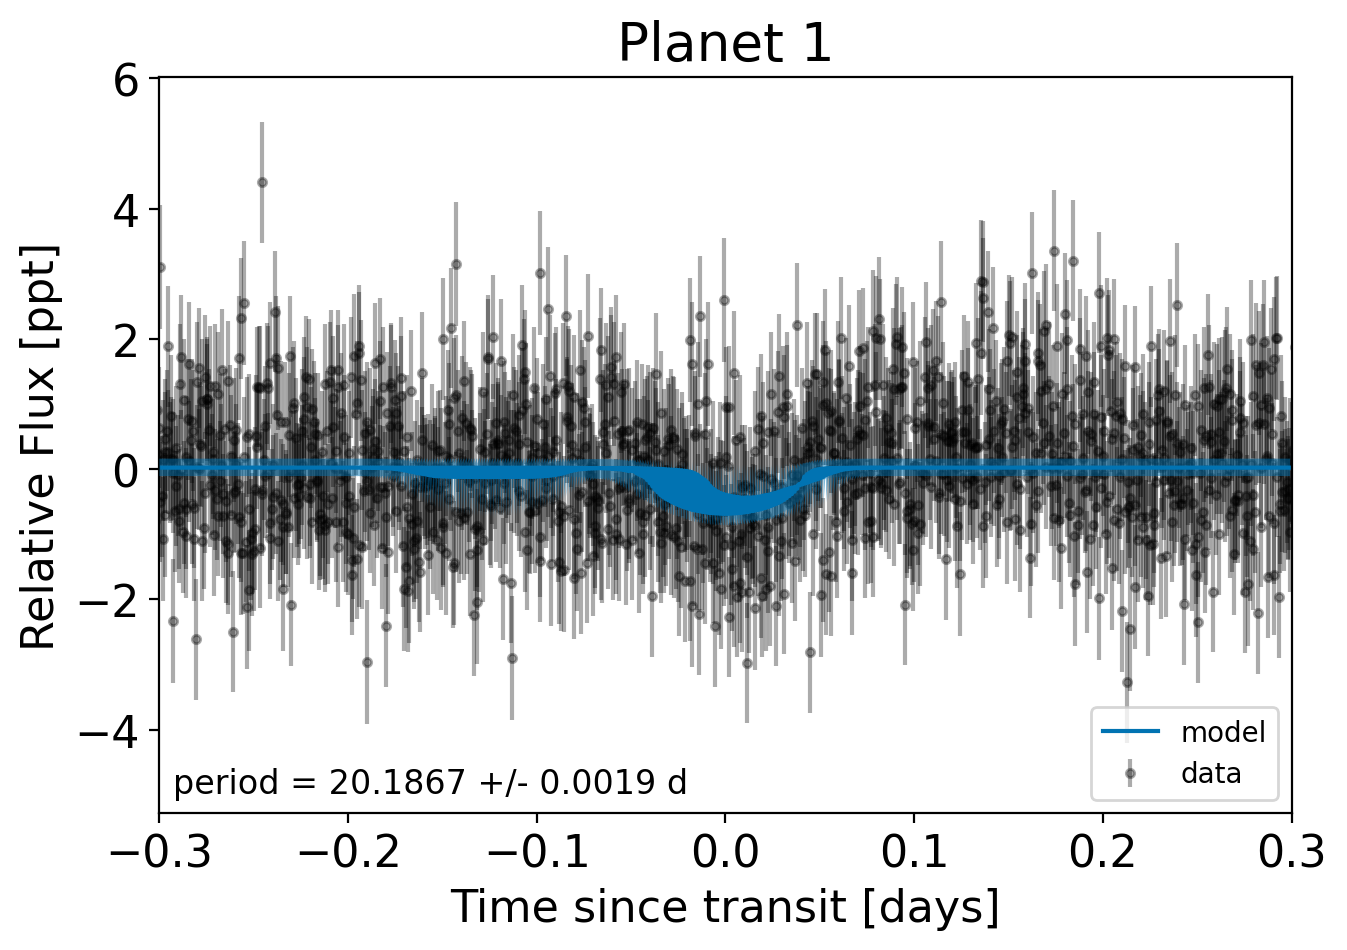 Planet 1
Relative Flux [ppt]
6
4
2
0
−2
−4
period = 20.1867 +/- 0.0019 d
model
data
−0.3 −0.2 −0.1 0.0 0.1 0.2 0.3
Time since transit [days]